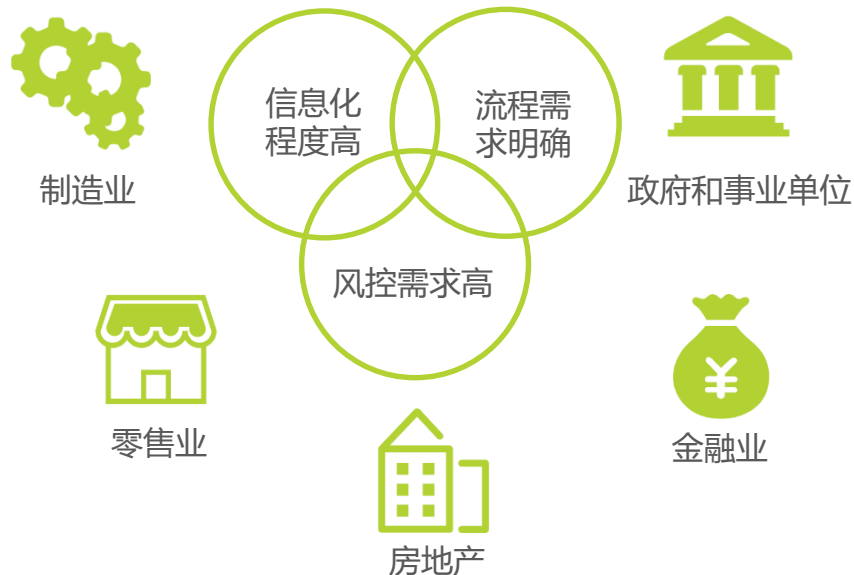 信息化
程度高
流程需
求明确
制造业
政府和事业单位
风控需求高
¥
零售业
金融业
房地产